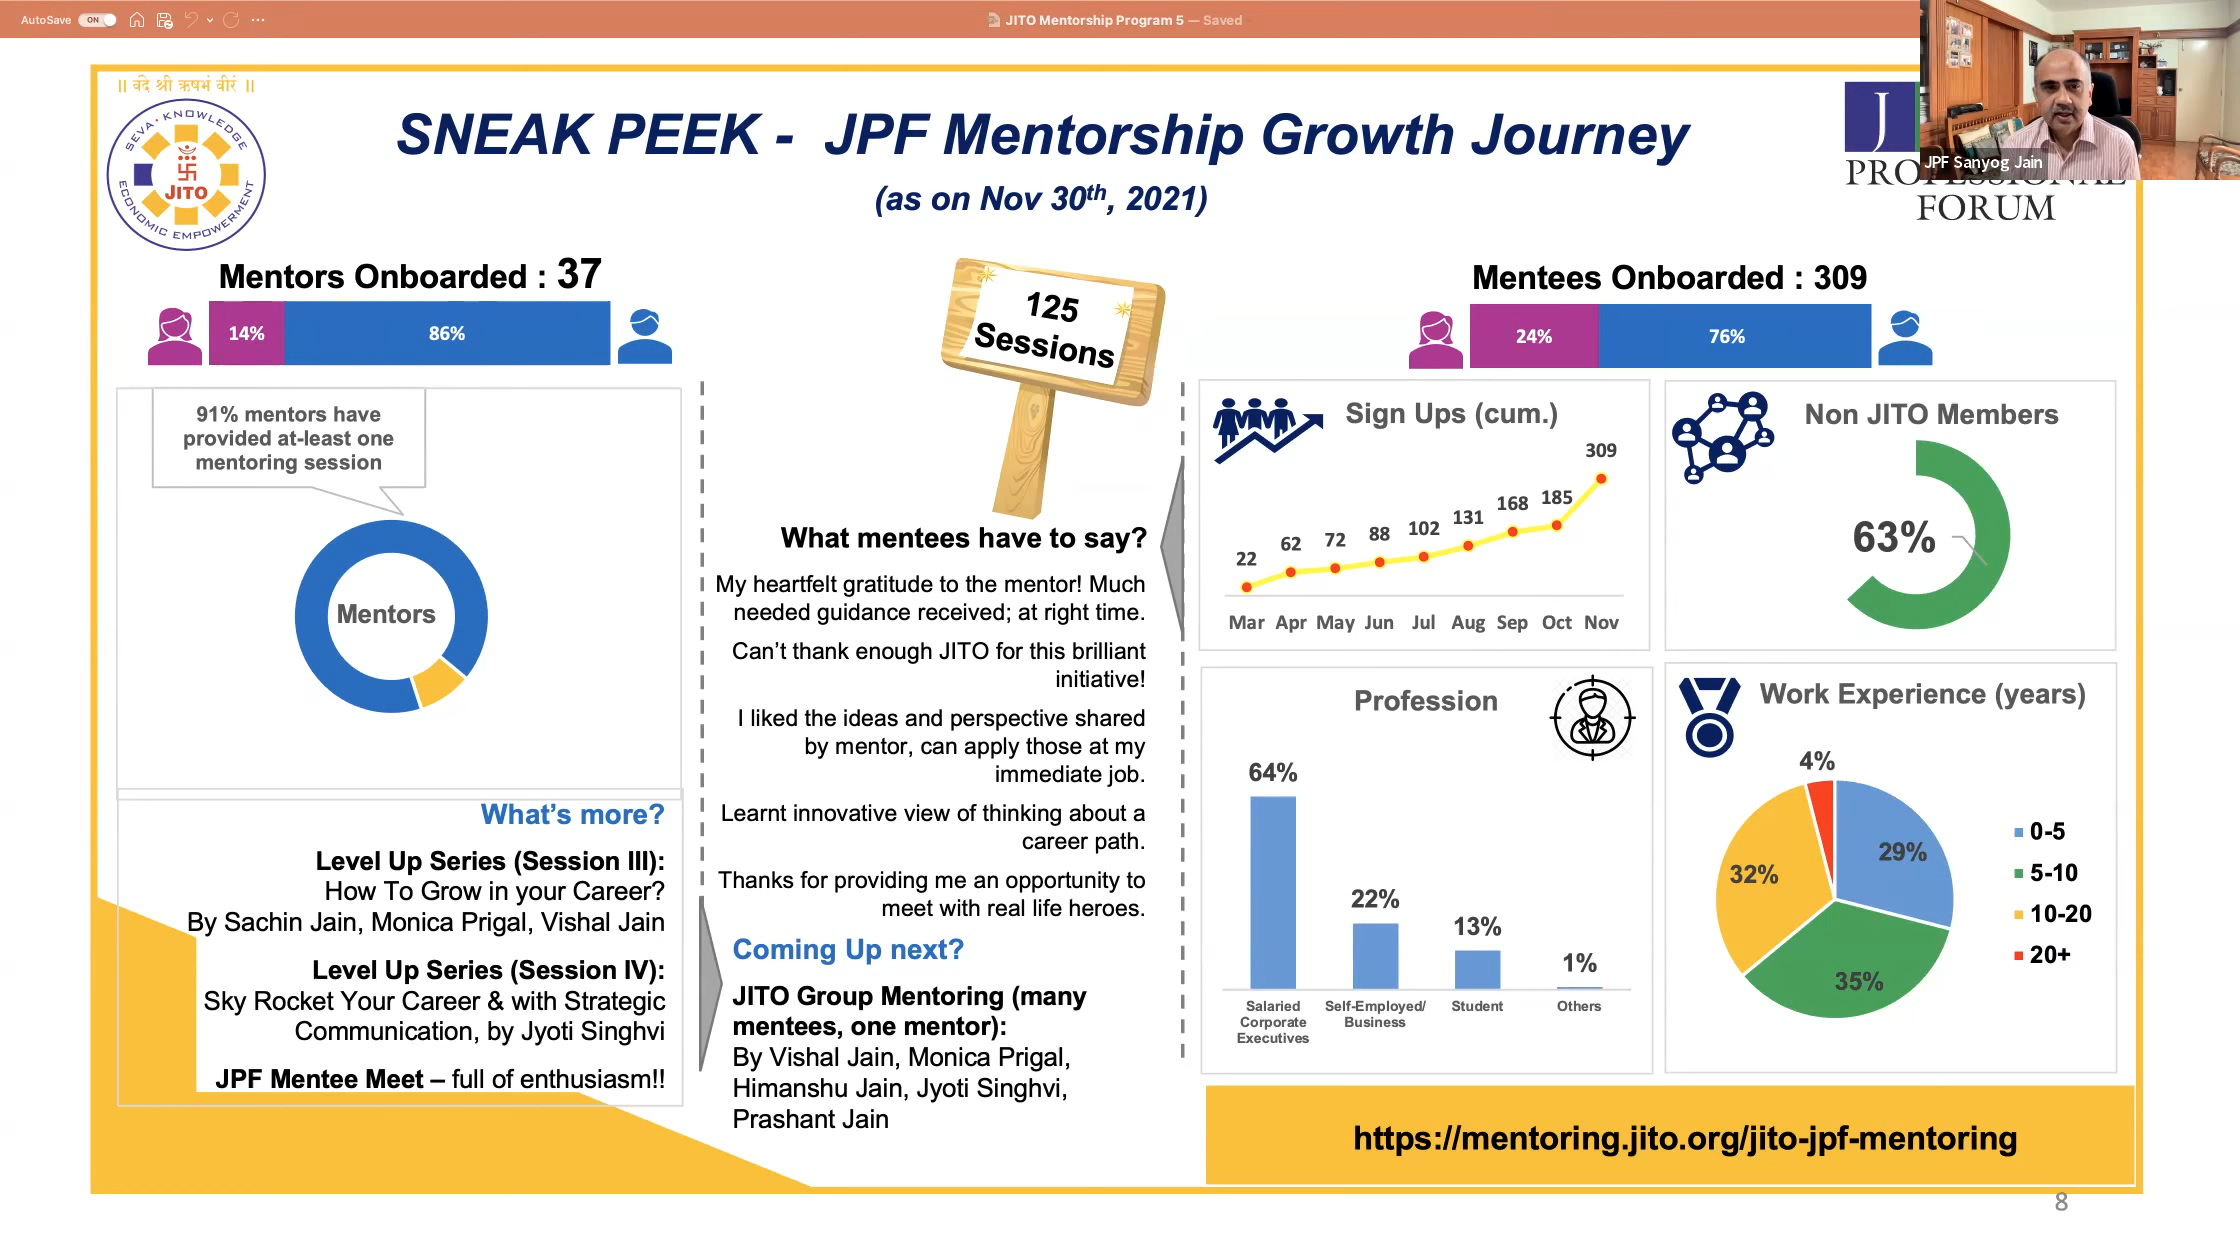 AutoSave ON
JITO Mentorship Program 5 — Saved
|| वंदे श्री ऋषभं वीरं ||
SEVA • KNOWLEDGE
JITO
ECONOMIC EMPOWERMENT
SNEAK PEEK - JPF Mentorship Growth Journey
(as on Nov 30th, 2021)
J
FORUM
JPF Sanyog Jain
Mentors Onboarded : 37
14%
86%
91% mentors have
provided at-least one
mentoring session
Mentors
What's more?
Level Up Series (Session III):
How To Grow in your Career?
By Sachin Jain, Monica Prigal, Vishal Jain
Level Up Series (Session IV):
Sky Rocket Your Career & with Strategic
Communication, by Jyoti Singhvi
JPF Mentee Meet – full of enthusiasm!!
125
Sessions
What mentees have to say?
My heartfelt gratitude to the mentor! Much
needed guidance received; at right time.
Can't thank enough JITO for this brilliant
initiative!
I liked the ideas and perspective shared
by mentor, can apply those at my
immediate job.
Learnt innovative view of thinking about a
career path.
Thanks for providing me an opportunity to
meet with real life heroes.
Coming Up next?
JITO Group Mentoring (many
mentees, one mentor):
By Vishal Jain, Monica Prigal,
Himanshu Jain, Jyoti Singhvi,
Prashant Jain
Mentees Onboarded : 309
24%
76%
Sign Ups (cum.)
22 62 72 88 102 131 168 185 309
Mar Apr May Jun Jul Aug Sep Oct Nov
Non JITO Members
63%
Profession
64%
22%
13%
1%
Salaried
Corporate
Executives
Self-Employed/
Business
Student
Others
Work Experience (years)
4%
29%
32%
35%
0-5
5-10
10-20
20+
https://mentoring.jito.org/jito-jpf-mentoring
8